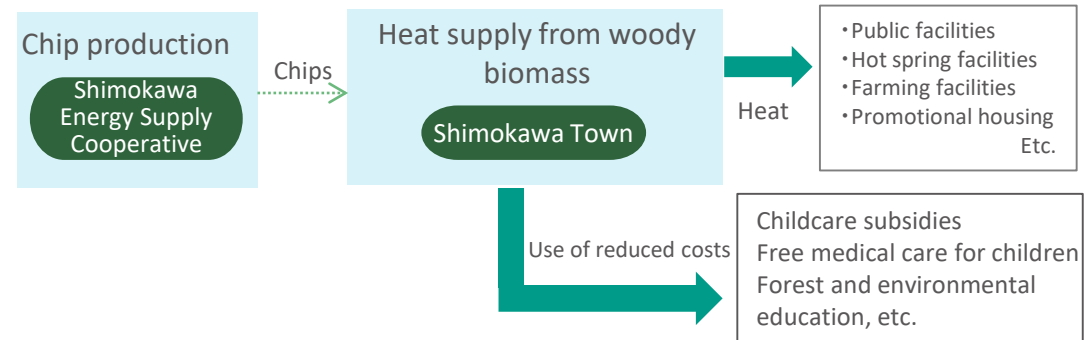 Chip production
Shimokawa
Energy Supply
Cooperative
Chips
Heat supply from woody
biomass
Shimokawa Town
Heat
・Public facilities
・Hot spring facilities
・Farming facilities
・Promotional housing
Etc.
Use of reduced costs
Childcare subsidies
Free medical care for children
Forest and environmental
education, etc.